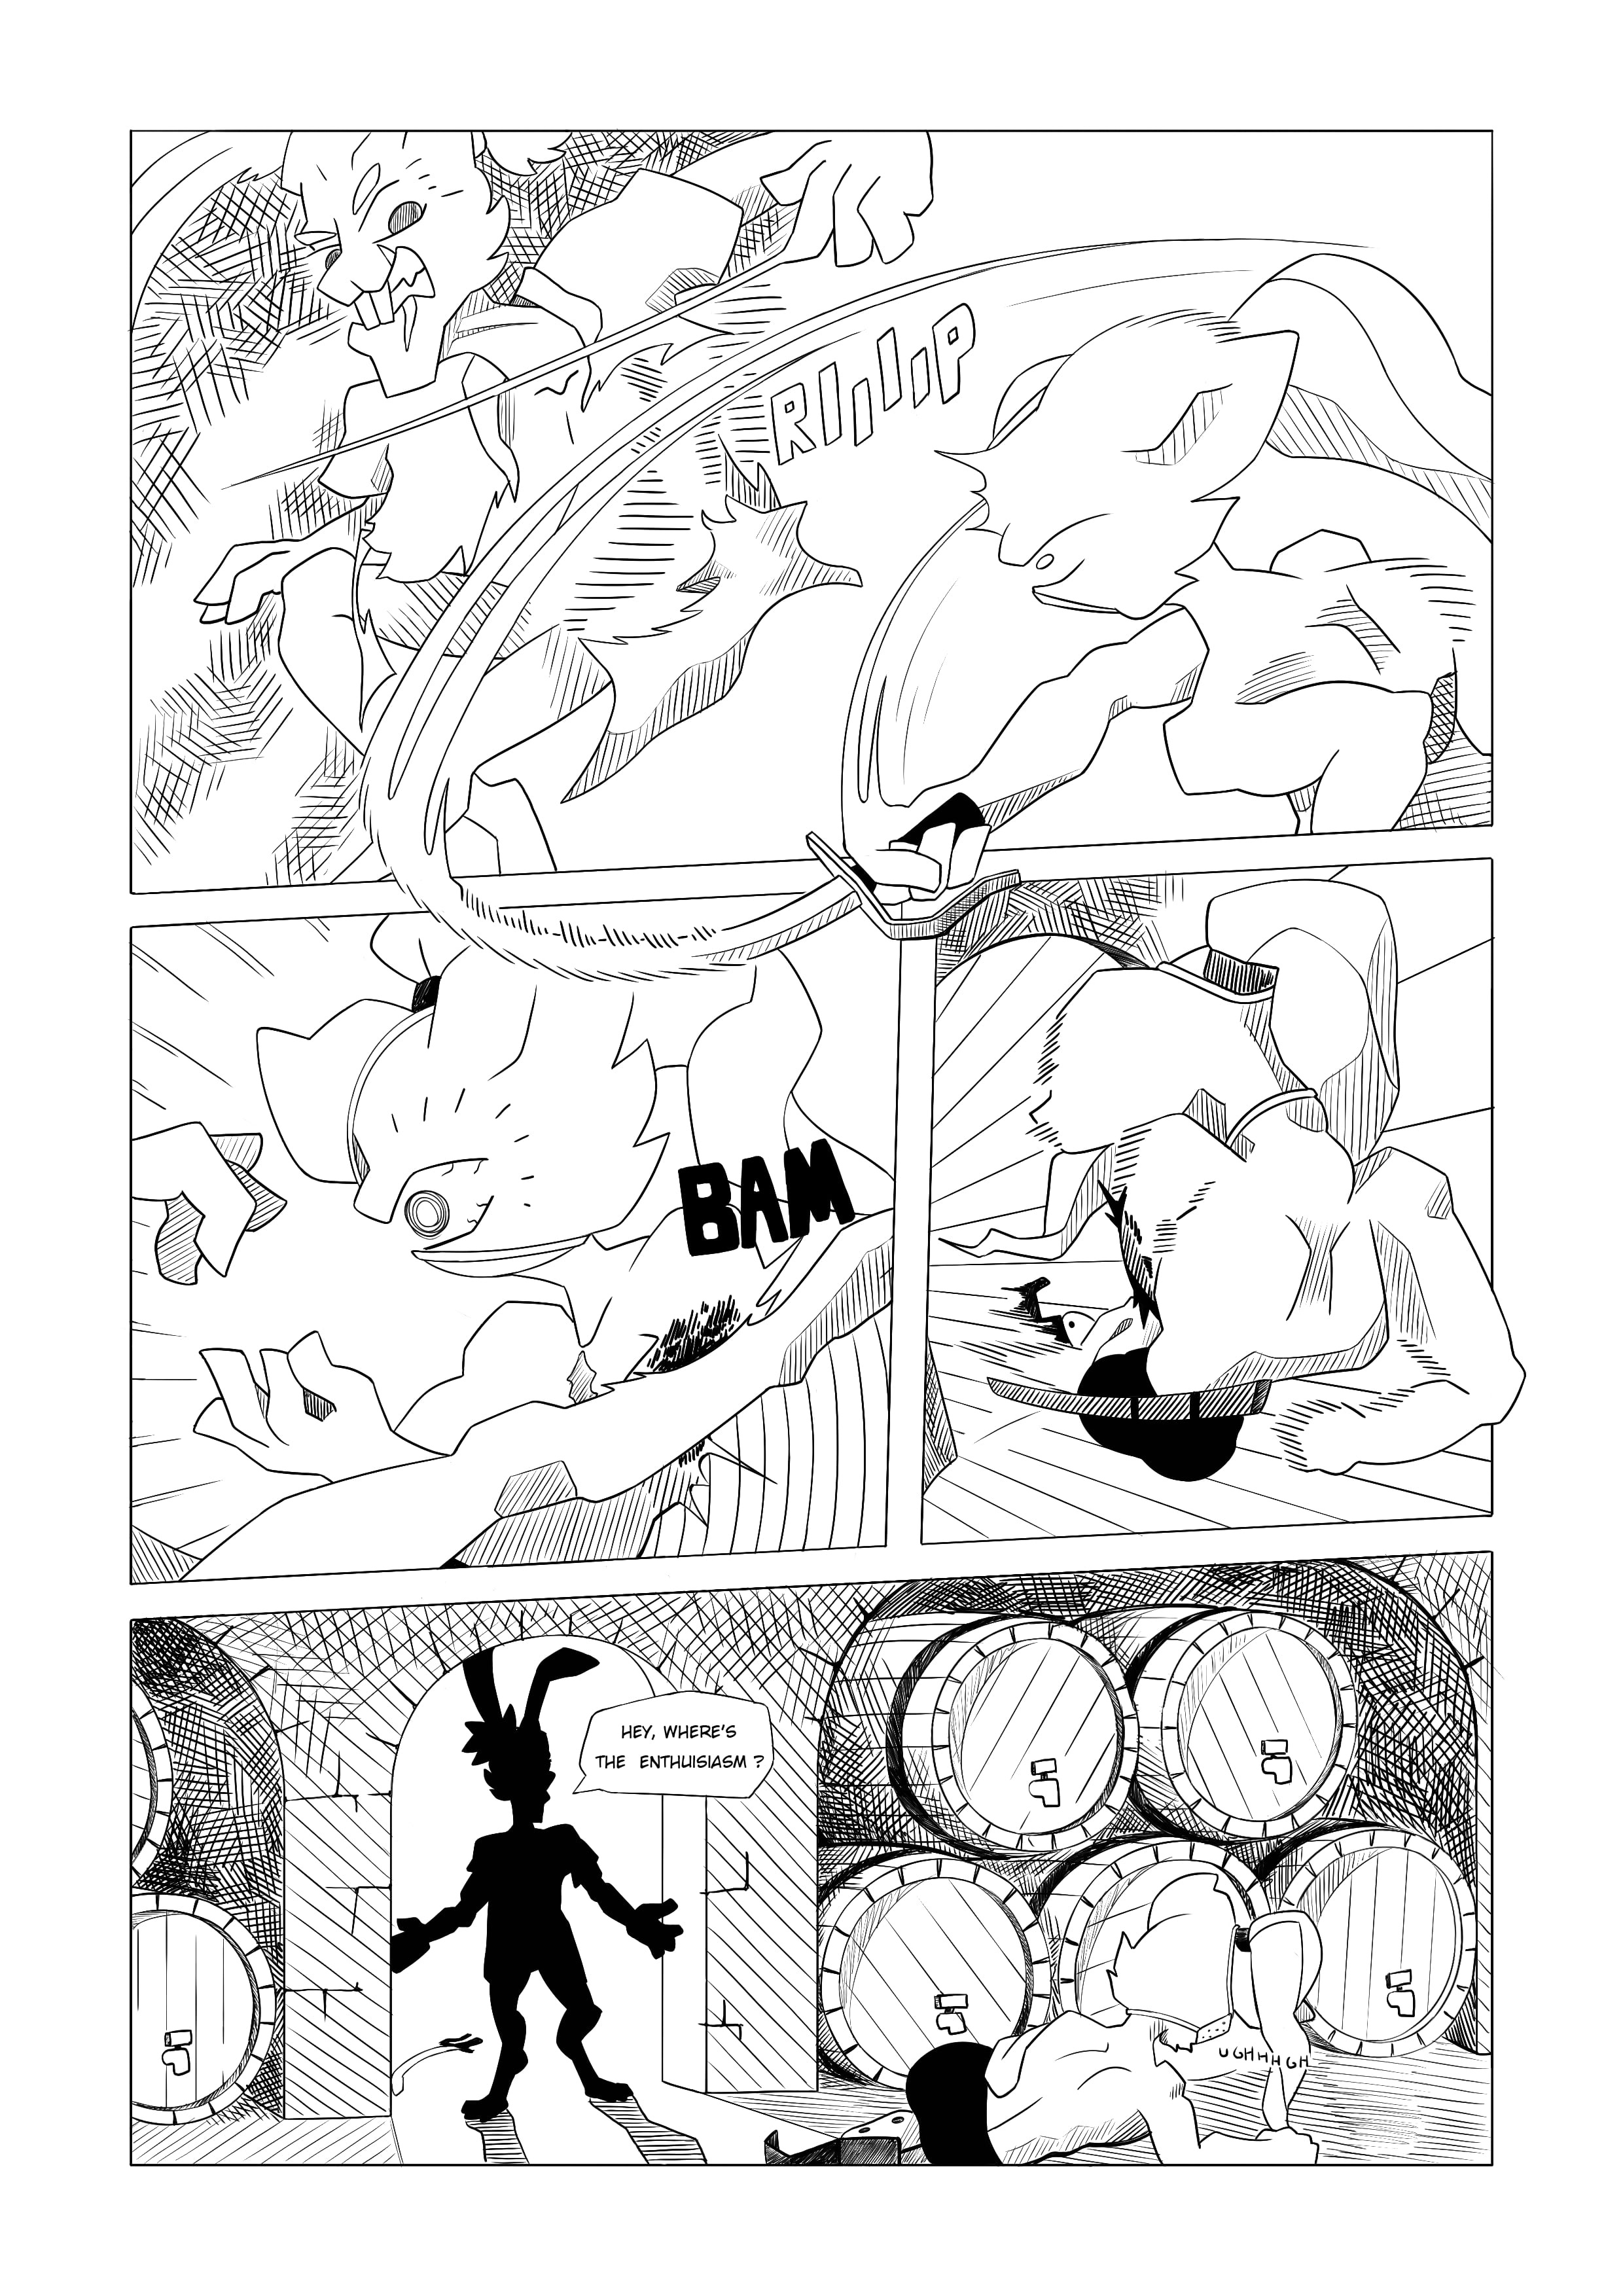 RIIIIP
BAM
HEY, WHERE'S
THE ENTHUISIASM ?
UGHHHGH